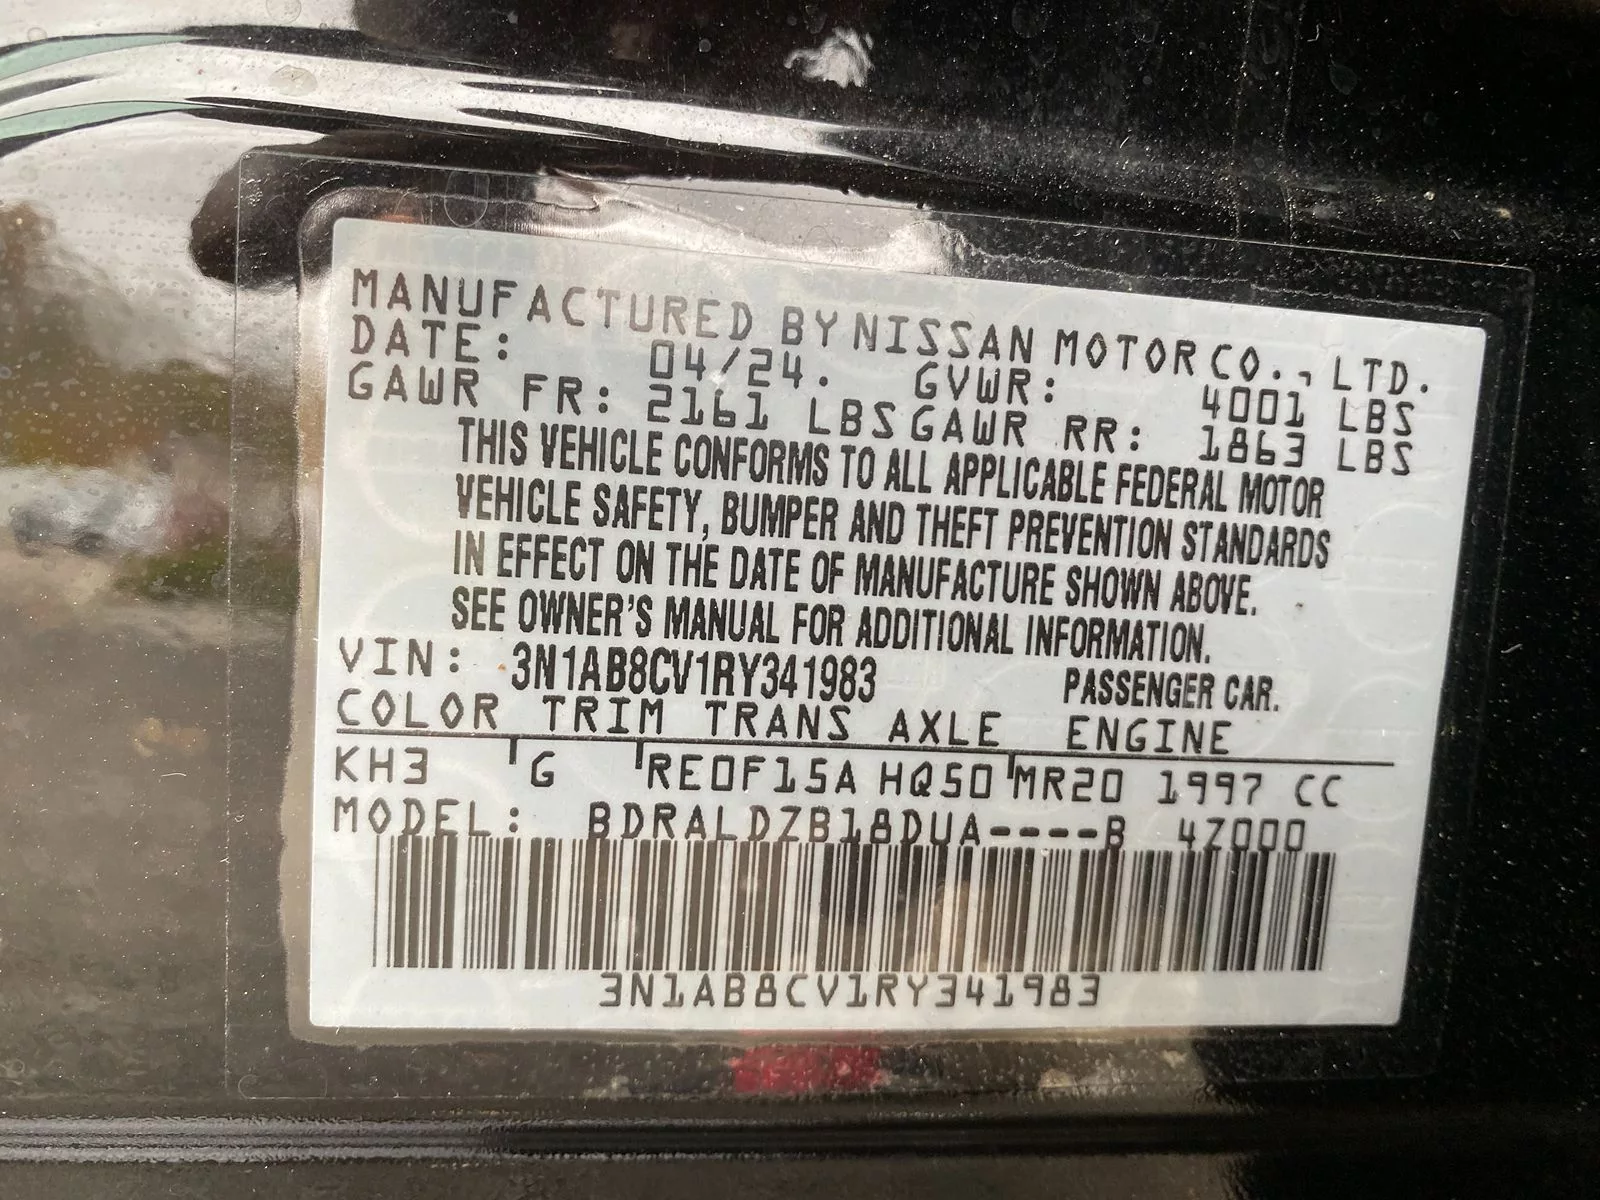 MANUFACTURED BY NISSAN MOTOR CO., LTD.
DATE: 04/24. GVWR: 4001 LBS
GAWR FR: 2161 LBS GAWR RR: 1863 LBS
THIS VEHICLE CONFORMS TO ALL APPLICABLE FEDERAL MOTOR
VEHICLE SAFETY, BUMPER AND THEFT PREVENTION STANDARDS
IN EFFECT ON THE DATE OF MANUFACTURE SHOWN ABOVE.
SEE OWNER'S MANUAL FOR ADDITIONAL INFORMATION.
VIN: 3N1AB8CV1RY341983 PASSENGER CAR.
COLOR TRIM TRANS AXLE ENGINE
KH3 G RE0F15A HQ50 MR20 1997 CC
MODEL: BDRALDZB18DUA----B 4Z000
3N1AB8CV1RY341983